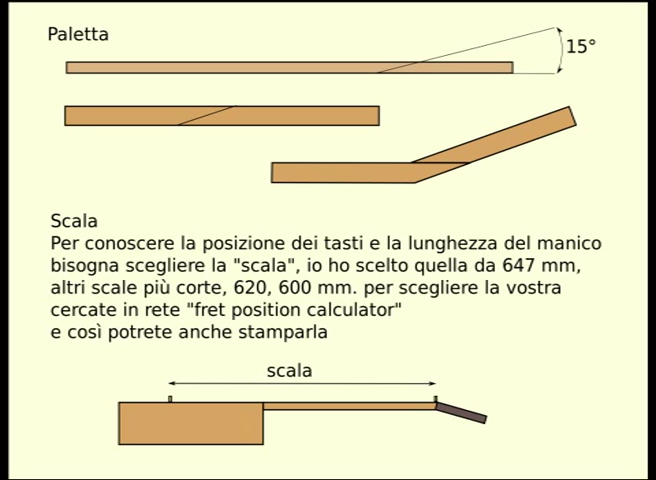 Paletta
15°
Scala
Per conoscere la posizione dei tasti e la lunghezza del manico
bisogna scegliere la "scala", io ho scelto quella da 647 mm,
altri scale più corte, 620, 600 mm. per scegliere la vostra
cercate in rete "fret position calculator"
e così potrete anche stamparla
scala